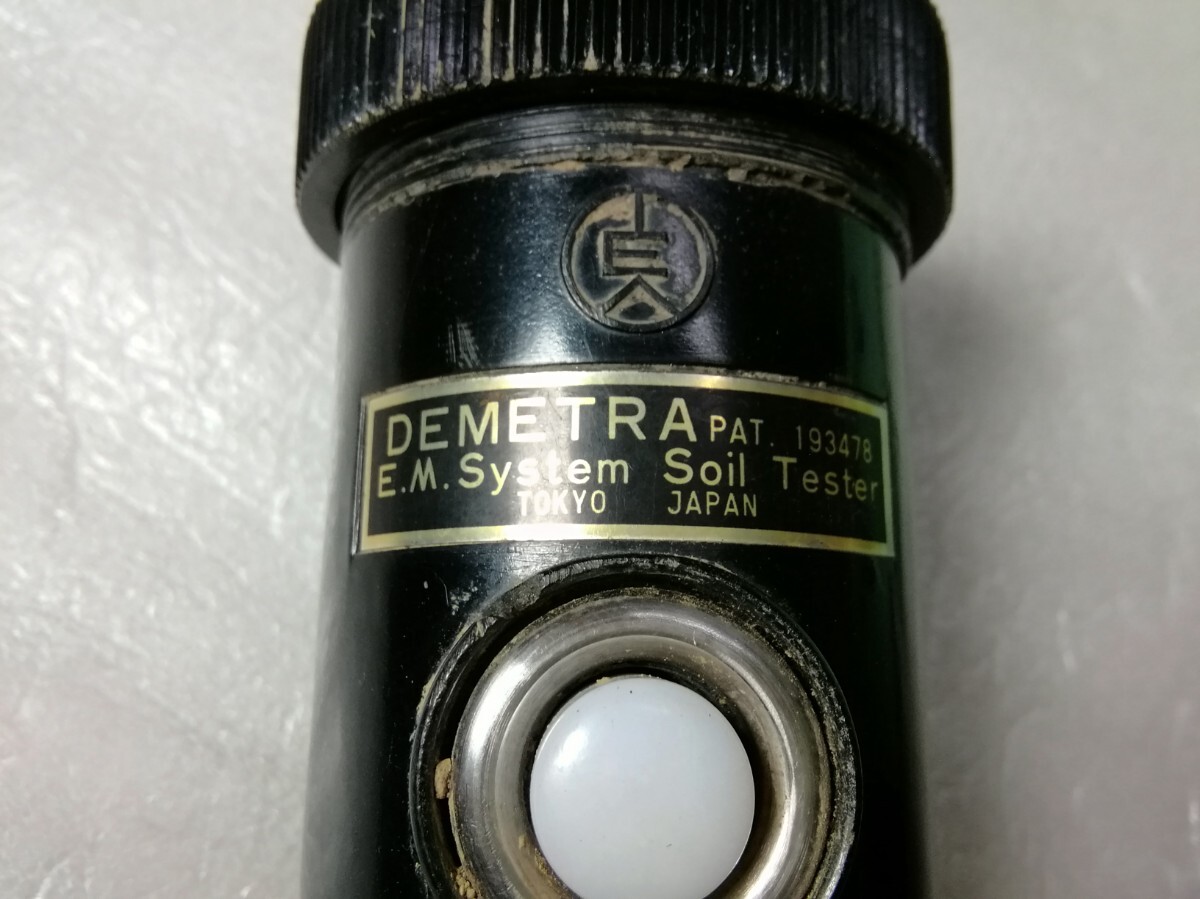 DEMETRA PAT. 193478
E.M. System Soil Tester
TOKYO JAPAN